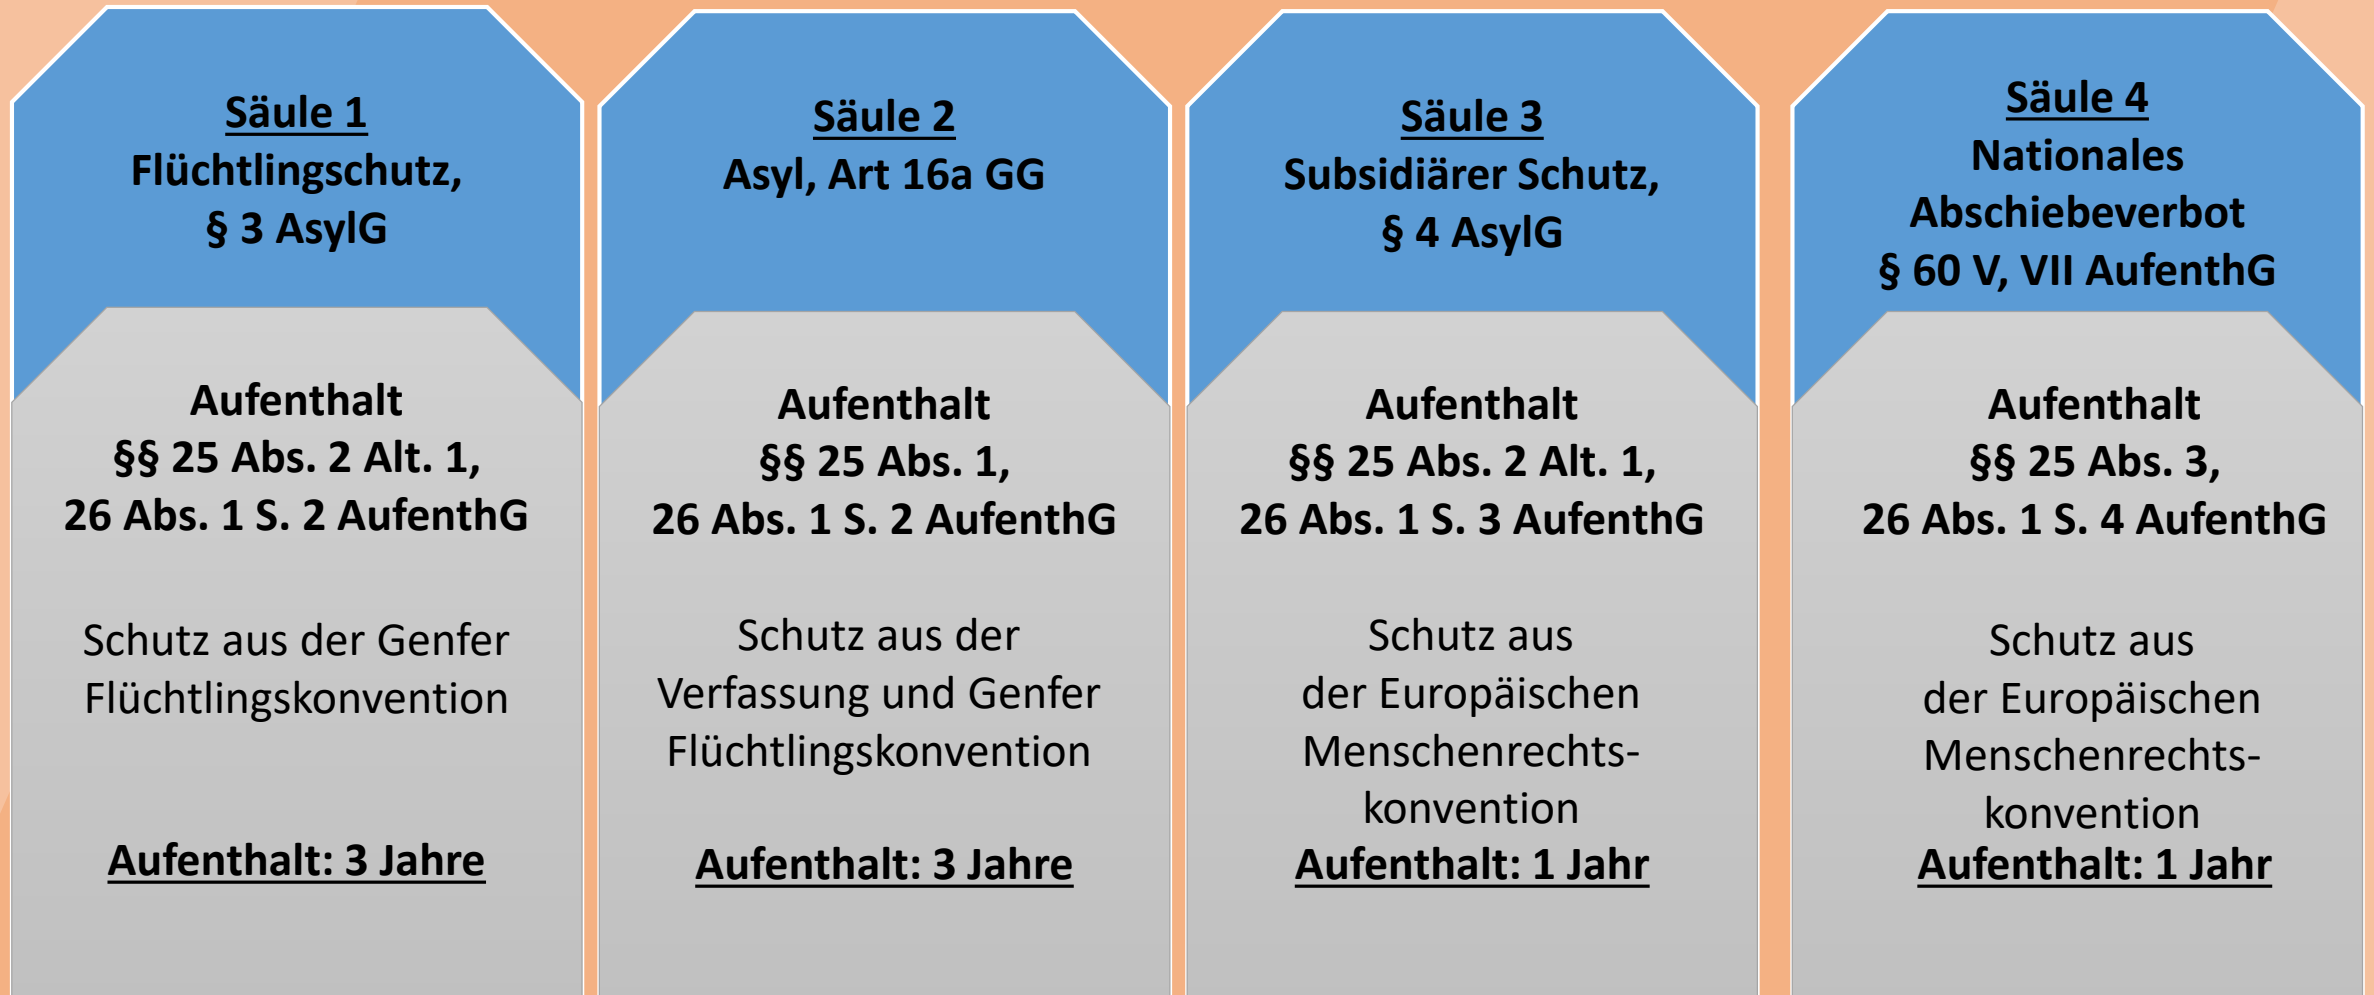 Säule 1
Flüchtlingschutz,
§ 3 AsylG
Aufenthalt
§§ 25 Abs. 2 Alt. 1,
26 Abs. 1 S. 2 AufenthG
Schutz aus der Genfer
Flüchtlingskonvention
Aufenthalt: 3 Jahre
Säule 2
Asyl, Art 16a GG
Aufenthalt
§§ 25 Abs. 1,
26 Abs. 1 S. 2 AufenthG
Schutz aus der
Verfassung und Genfer
Flüchtlingskonvention
Aufenthalt: 3 Jahre
Säule 3
Subsidiärer Schutz,
§ 4 AsylG
Aufenthalt
§§ 25 Abs. 2 Alt. 1,
26 Abs. 1 S. 3 AufenthG
Schutz aus
der Europäischen
Menschenrechts-
konvention
Aufenthalt: 1 Jahr
Säule 4
Nationales
Abschiebeverbot
§ 60 V, VII AufenthG
Aufenthalt
§§ 25 Abs. 3,
26 Abs. 1 S. 4 AufenthG
Schutz aus
der Europäischen
Menschenrechts-
konvention
Aufenthalt: 1 Jahr